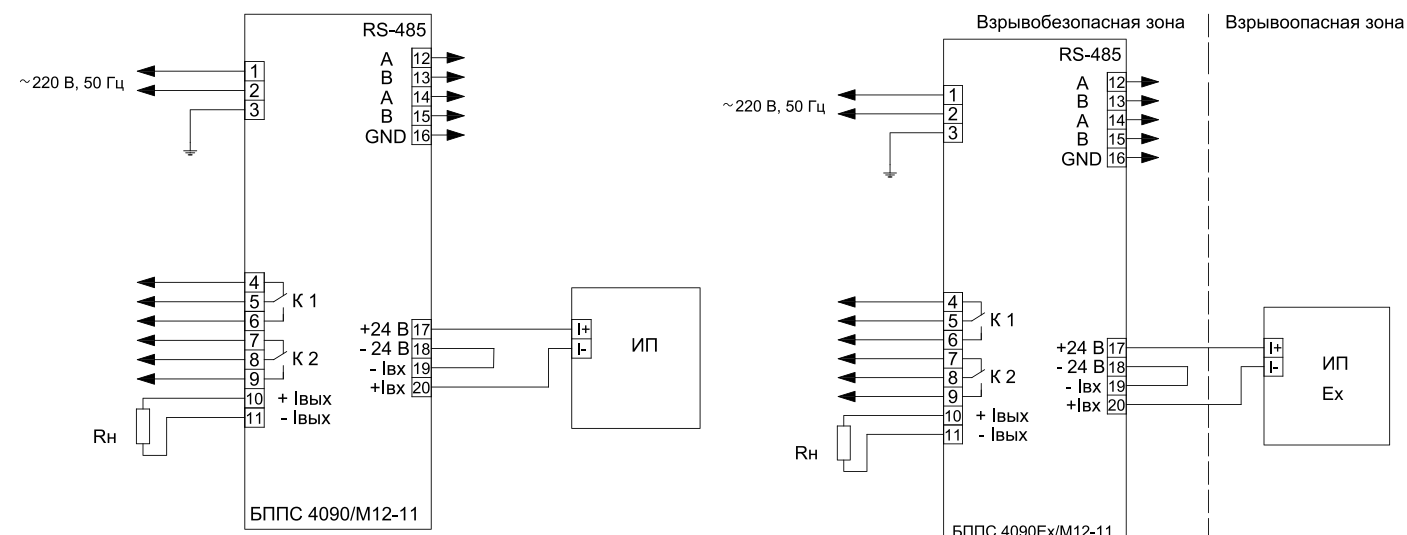 RS-485
~220 В, 50 Гц
1
2
3
A 12
B 13
A 14
B 15
GND 16
4
5 К 1
6
7
8 К 2
9
10 + Iвых
11 - Iвых
Rн
+24 В 17
- 24 В 18
- Iвх 19
+Iвх 20
I+
I-
ИП
БППС 4090/М12-11
Взрывобезопасная зона
Взрывоопасная зона
RS-485
~220 В, 50 Гц
1
2
3
A 12
B 13
A 14
B 15
GND 16
4
5 К 1
6
7
8 К 2
9
10 + Iвых
11 - Iвых
Rн
+24 В 17
- 24 В 18
- Iвх 19
+Iвх 20
I+
I-
ИП
Ex
БППС 4090Ex/М12-11